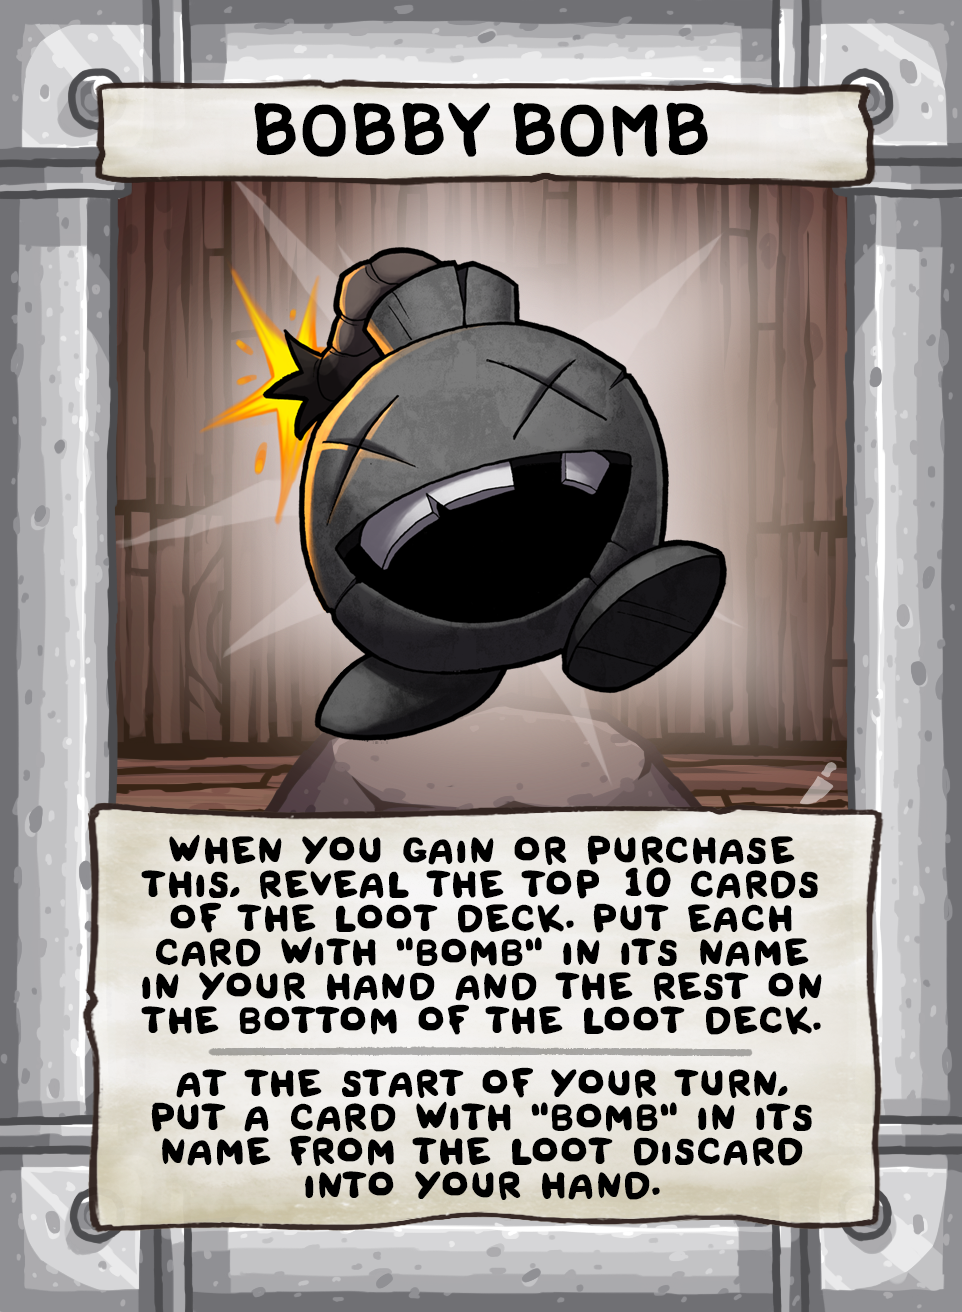 BOBBY BOMB
WHEN YOU GAIN OR PURCHASE
THIS, REVEAL THE TOP 10 CARDS
OF THE LOOT DECK. PUT EACH
CARD WITH "BOMB" IN ITS NAME
IN YOUR HAND AND THE REST ON
THE BOTTOM OF THE LOOT DECK.
AT THE START OF YOUR TURN,
PUT A CARD WITH "BOMB" IN ITS
NAME FROM THE LOOT DISCARD
INTO YOUR HAND.